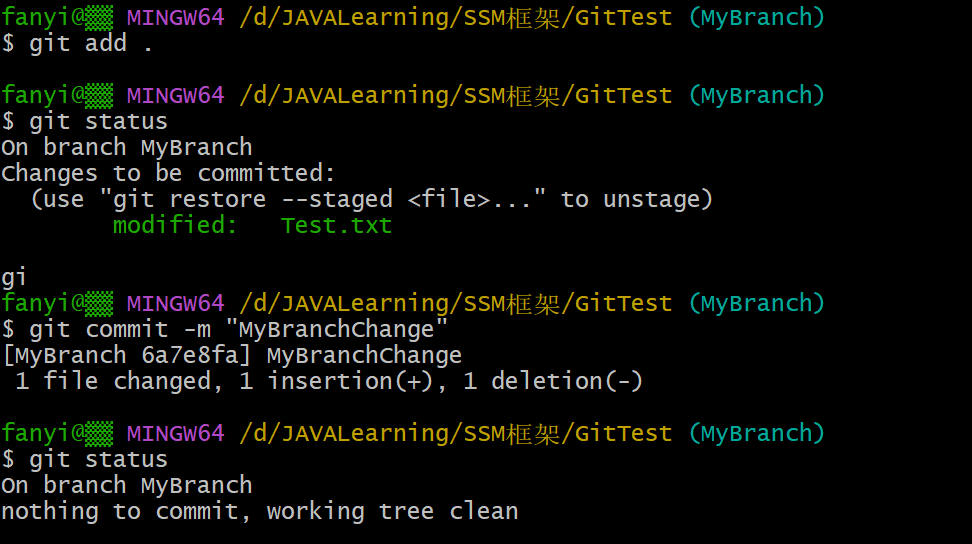 fanyi@▒▒ MINGW64 /d/JAVALearning/SSM框架/GitTest (MyBranch)
$ git add .
fanyi@▒▒ MINGW64 /d/JAVALearning/SSM框架/GitTest (MyBranch)
$ git status
On branch MyBranch
Changes to be committed:
  (use "git restore --staged <file>..." to unstage)
        modified:   Test.txt
gi
fanyi@▒▒ MINGW64 /d/JAVALearning/SSM框架/GitTest (MyBranch)
$ git commit -m "MyBranchChange"
[MyBranch 6a7e8fa] MyBranchChange
 1 file changed, 1 insertion(+), 1 deletion(-)
fanyi@▒▒ MINGW64 /d/JAVALearning/SSM框架/GitTest (MyBranch)
$ git status
On branch MyBranch
nothing to commit, working tree clean